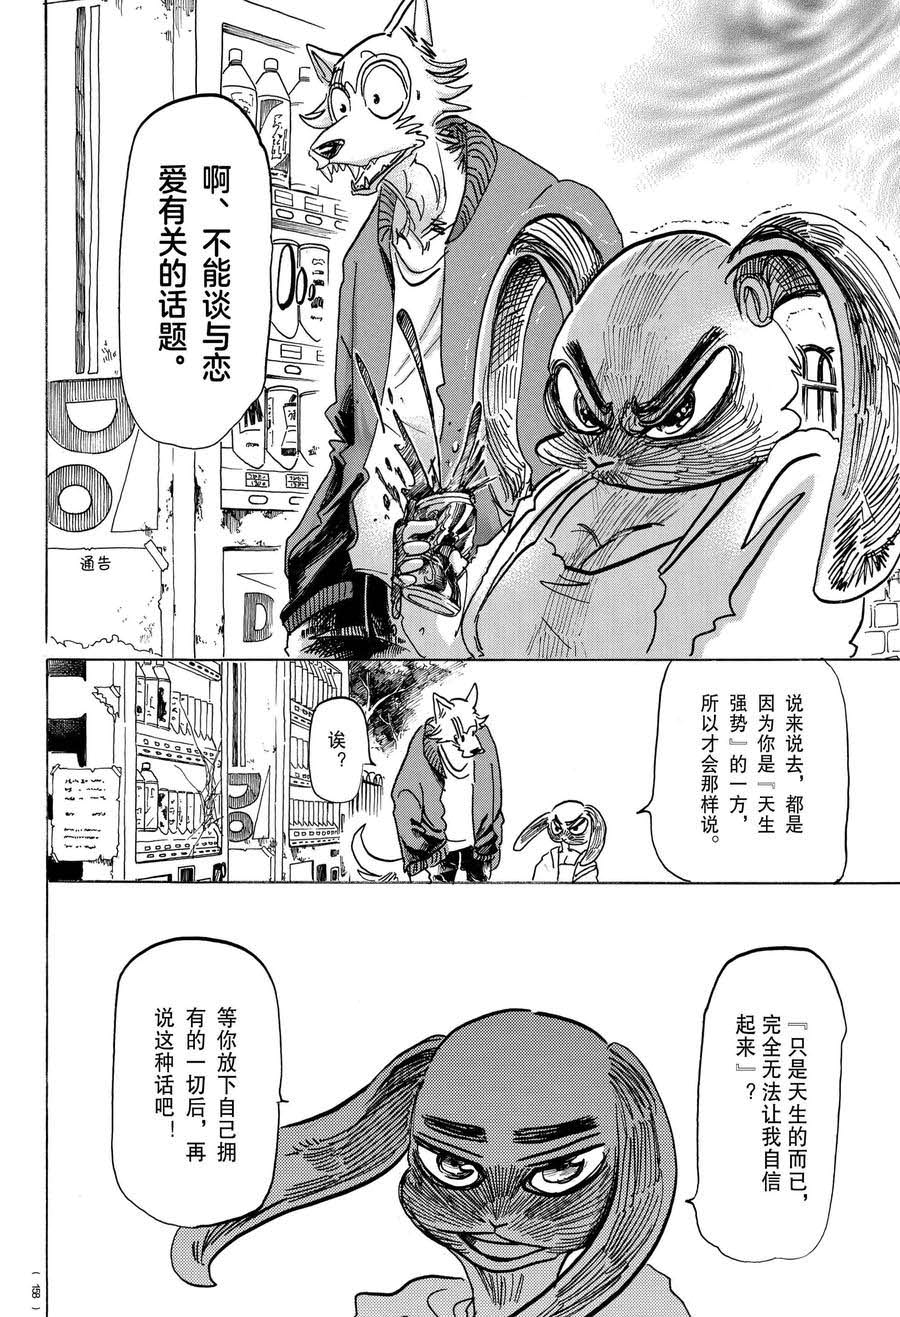 啊、不能谈与恋
爱有关的话题。
DO
通告
D
说来说去，都是
因为你是『天生
强势』的一方，
所以才会那样说。
诶？
Do
『只是天生的而已，
完全无法让我自信
起来』？
等你放下自己拥
有的一切后，再
说这种话吧！
( 158 )